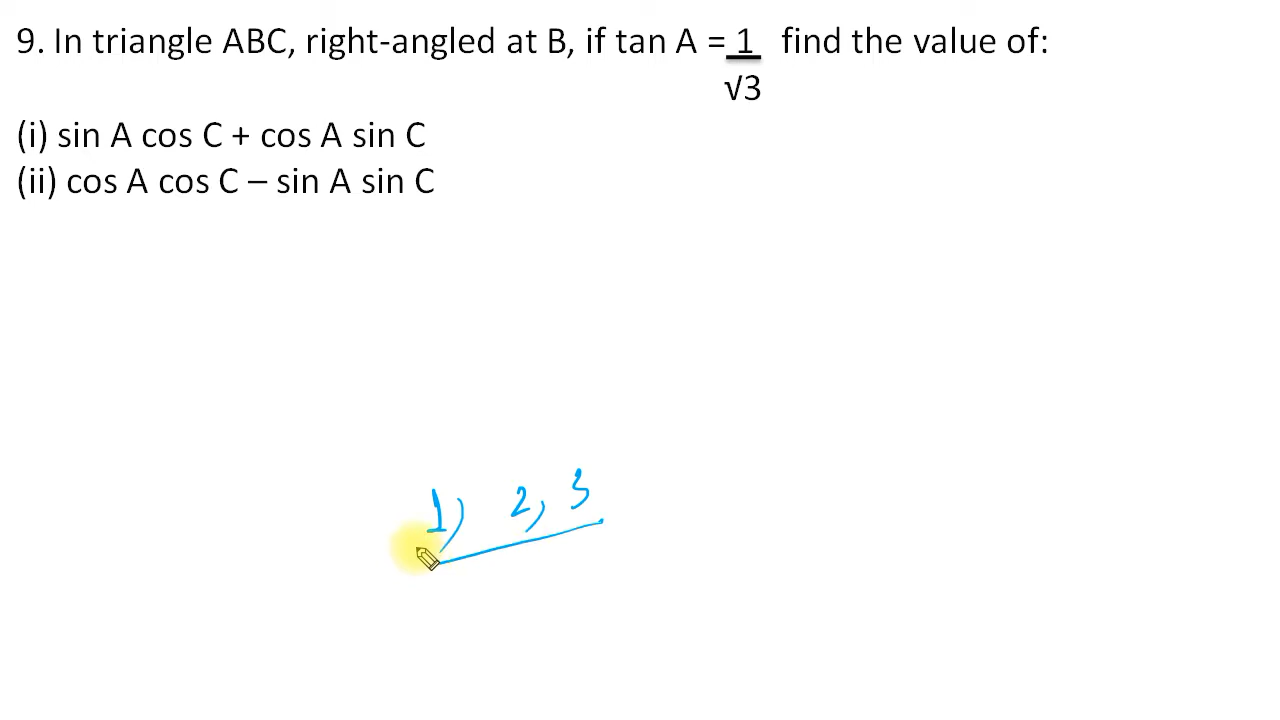 9. In triangle ABC, right-angled at B, if tan A = 1 find the value of:
√3
(i) sin A cos C + cos A sin C
(ii) cos A cos C – sin A sin C
1) 2, 3